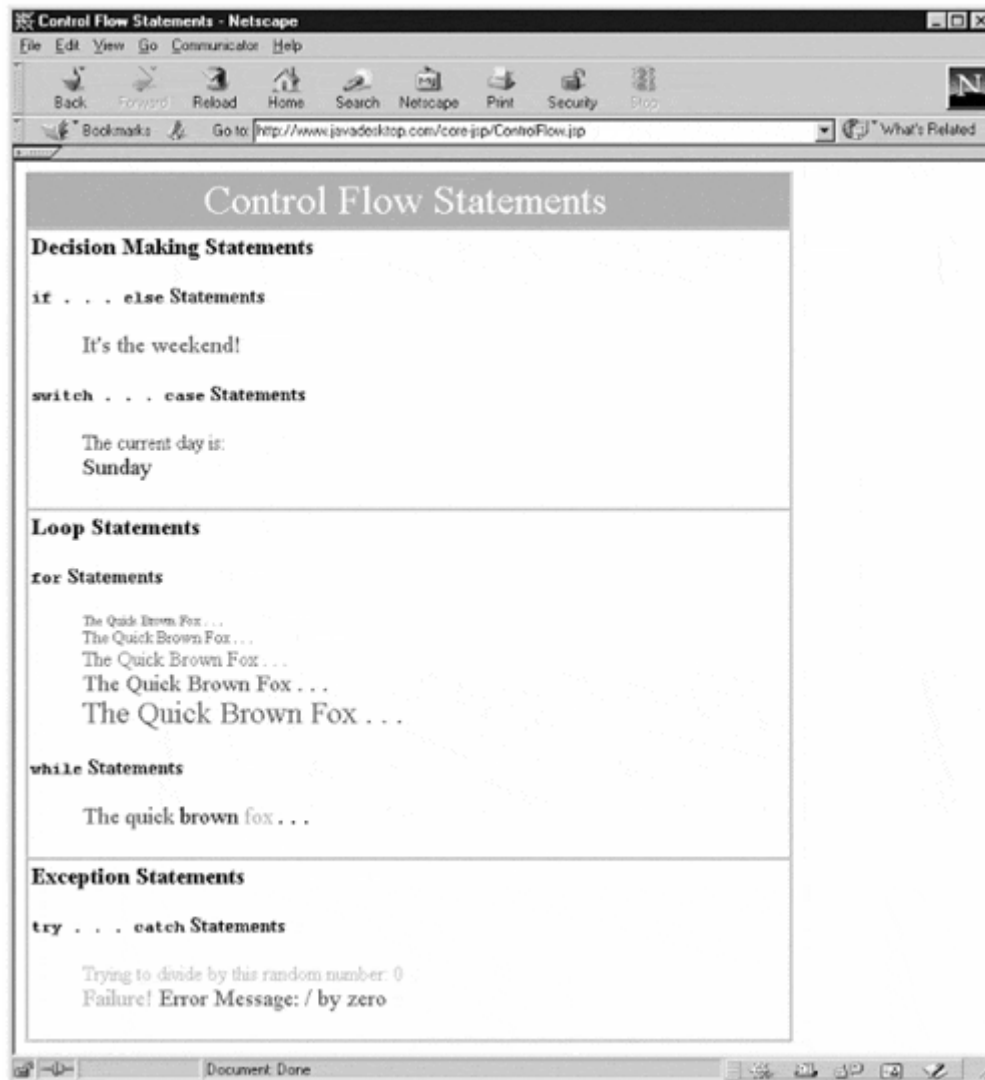 Control Flow Statements - Netscape
File Edit View Go Communicator Help
Back Forward Reload Home Search Netscape Print Security Stop
Bookmarks Go to: http://www.javadesktop.com/core-jsp/ControlFlow.jsp What's Related
Control Flow Statements
Decision Making Statements
if . . . else Statements
It's the weekend!
switch . . . case Statements
The current day is:
Sunday
Loop Statements
for Statements
The Quick Brown Fox . . .
The Quick Brown Fox . . .
The Quick Brown Fox . . .
The Quick Brown Fox . . .
The Quick Brown Fox . . .
while Statements
The quick brown fox . . .
Exception Statements
try . . . catch Statements
Trying to divide by this random number: 0
Failure! Error Message: / by zero
Document: Done